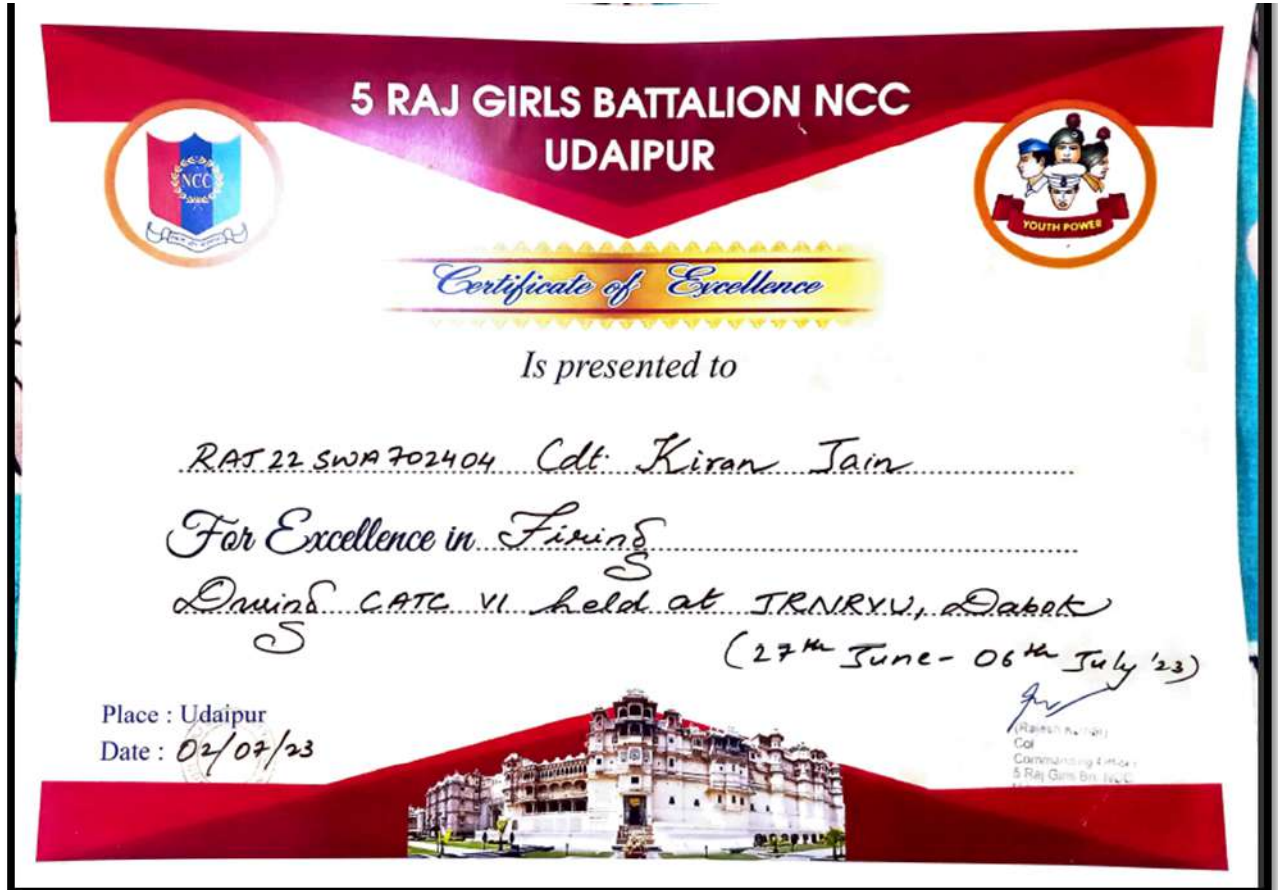 5 RAJ GIRLS BATTALION NCC
UDAIPUR
NCC
YOUTH POWER
Certificate of Excellence
Is presented to
RAJ 22 SWA 702404 Cdt. Kiran Jain
For Excellence in Firing
During CATC VI held at JRNRVU, Dabok
(27th June - 06th July '23)
Place : Udaipur
Date : 02/07/23
Col
Commanding
5 Raj Girls Bn. NCC